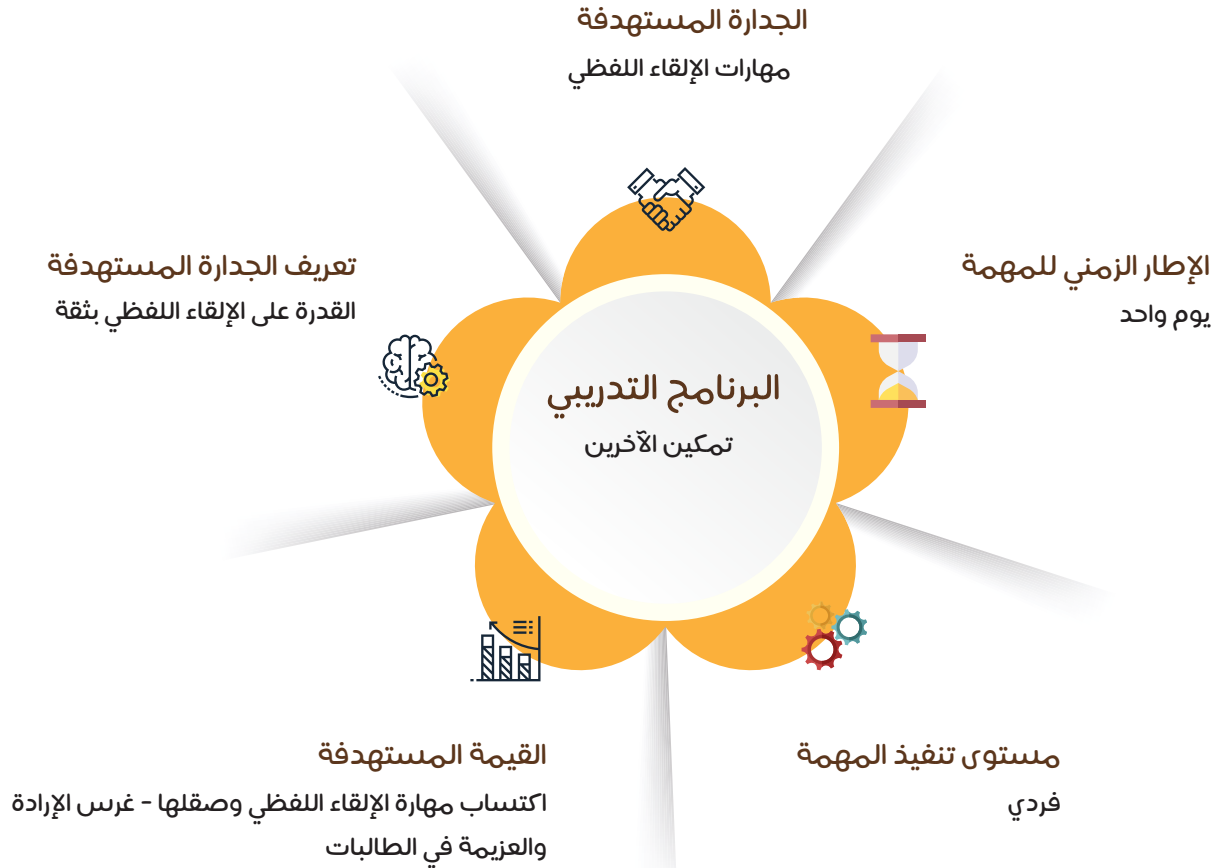 الجدارة المستهدفة
مهارات الإلقاء اللفظي
الإطار الزمني للمهمة
يوم واحد
تعريف الجدارة المستهدفة
القدرة على الإلقاء اللفظي بثقة
البرنامج التدريبي
تمكين الآخرين
مستوى تنفيذ المهمة
فردي
القيمة المستهدفة
اكتساب مهارة الإلقاء اللفظي وصقلها - غرس الإرادة
والعزيمة في الطالبات